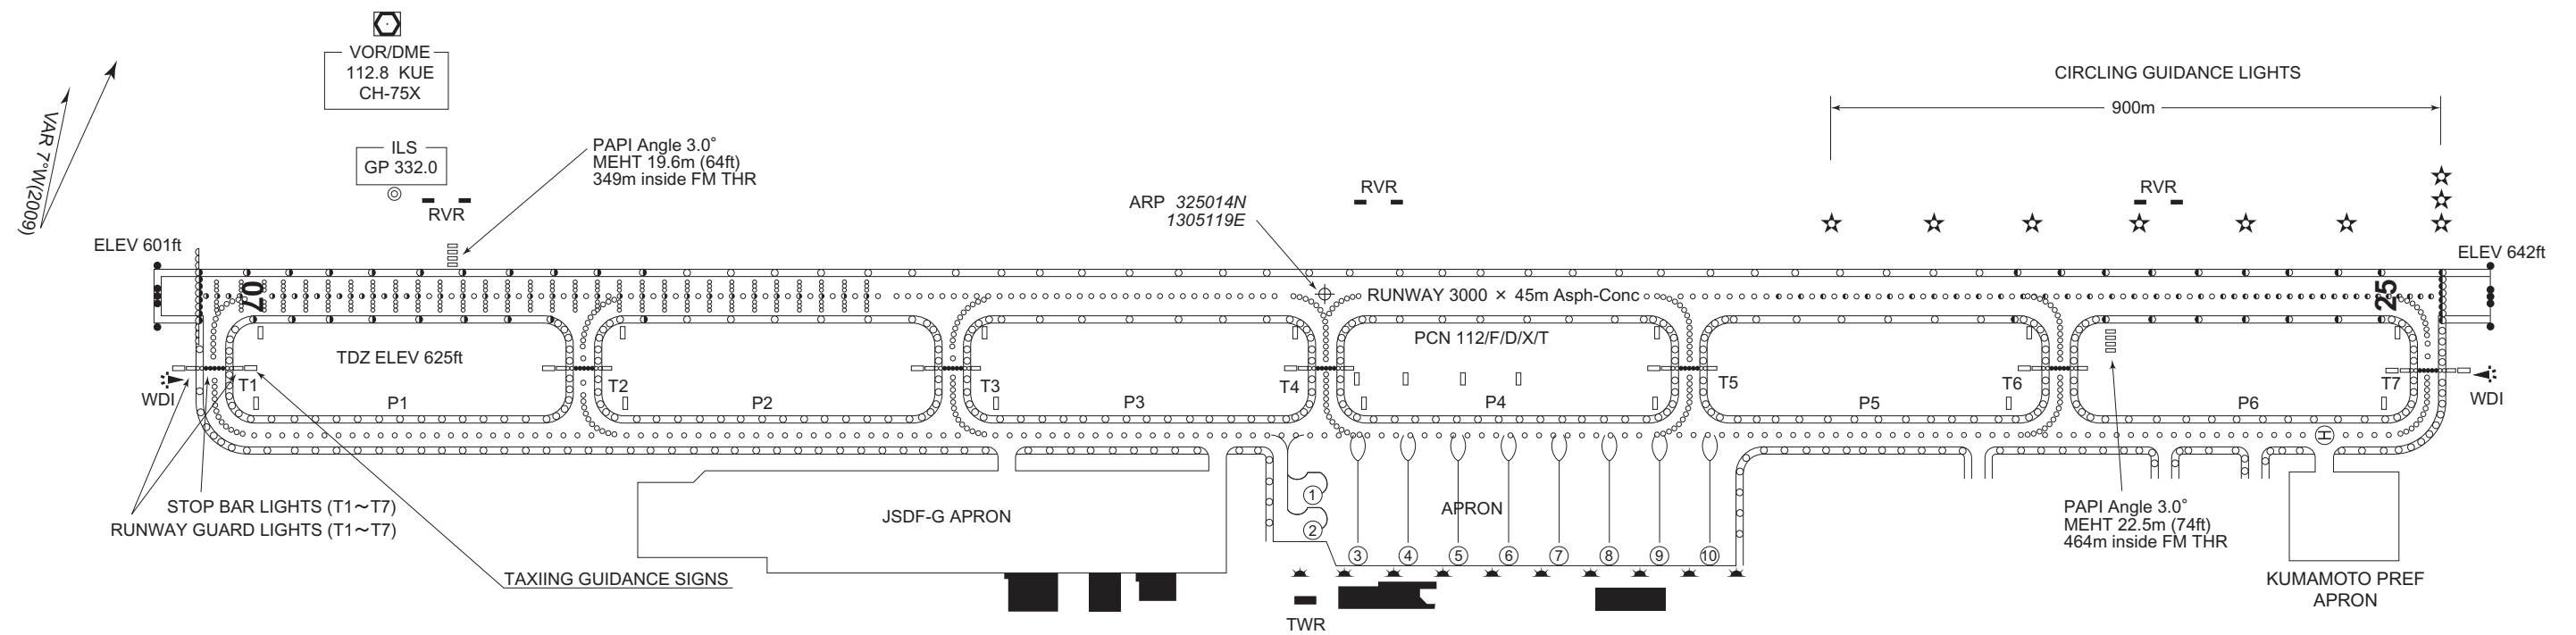 VOR/DME
112.8 KUE
CH-75X
VAR 7°W(2009)
ILS
GP 332.0
RVR
PAPI Angle 3.0°
MEHT 19.6m (64ft)
349m inside FM THR
ARP 325014N
1305119E
RVR
CIRCLING GUIDANCE LIGHTS
900m
RVR
ELEV 601ft
ELEV 642ft
07
RUNWAY 3000 × 45m Asph-Conc
25
TDZ ELEV 625ft
PCN 112/F/D/X/T
WDI
T1
T2
T3
T4
T5
T6
T7
WDI
P1
P2
P3
P4
P5
P6
H
STOP BAR LIGHTS (T1～T7)
RUNWAY GUARD LIGHTS (T1～T7)
TAXIING GUIDANCE SIGNS
JSDF-G APRON
1
2
APRON
3
4
5
6
7
8
9
10
TWR
PAPI Angle 3.0°
MEHT 22.5m (74ft)
464m inside FM THR
KUMAMOTO PREF
APRON